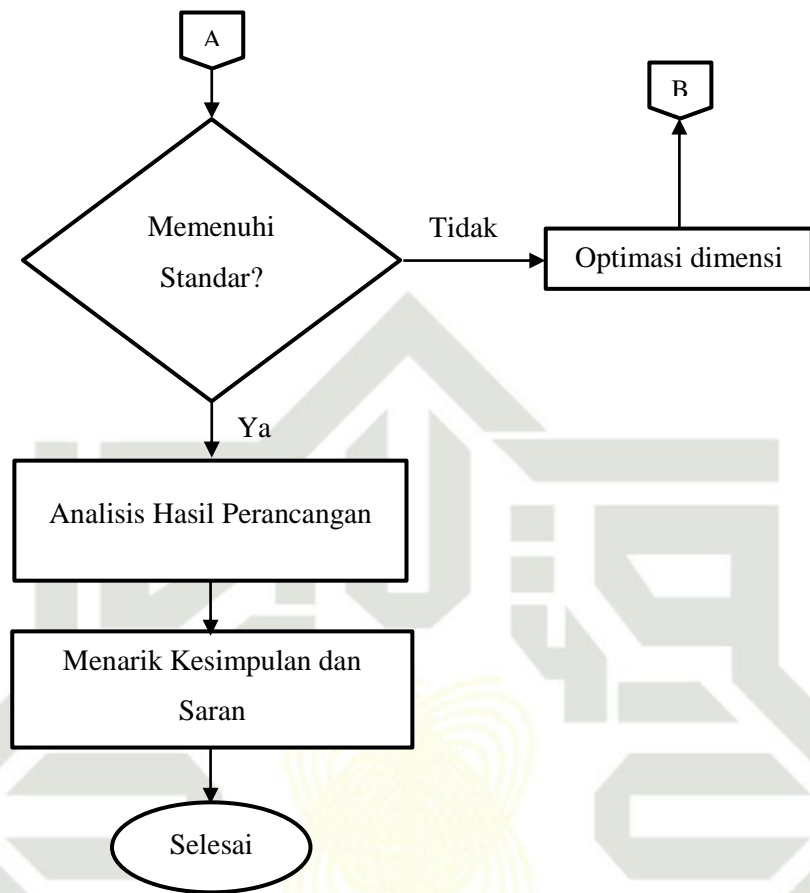 A
B
Memenuhi
Standar?
Tidak
Optimasi dimensi
Ya
Analisis Hasil Perancangan
Menarik Kesimpulan dan
Saran
Selesai